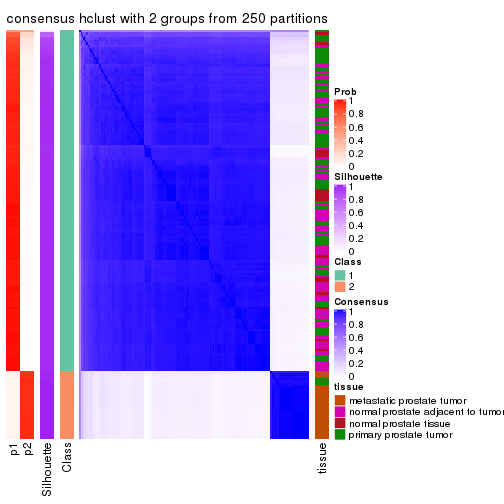 consensus hclust with 2 groups from 250 partitions
Prob
1
0.8
0.6
0.4
0.2
0
Silhouette
1
0.8
0.6
0.4
0.2
0
Class
1
2
Consensus
1
0.8
0.6
0.4
0.2
0
tissue
metastatic prostate tumor
normal prostate adjacent to tumor
normal prostate tissue
primary prostate tumor
p1
p2
Silhouette
Class
tissue